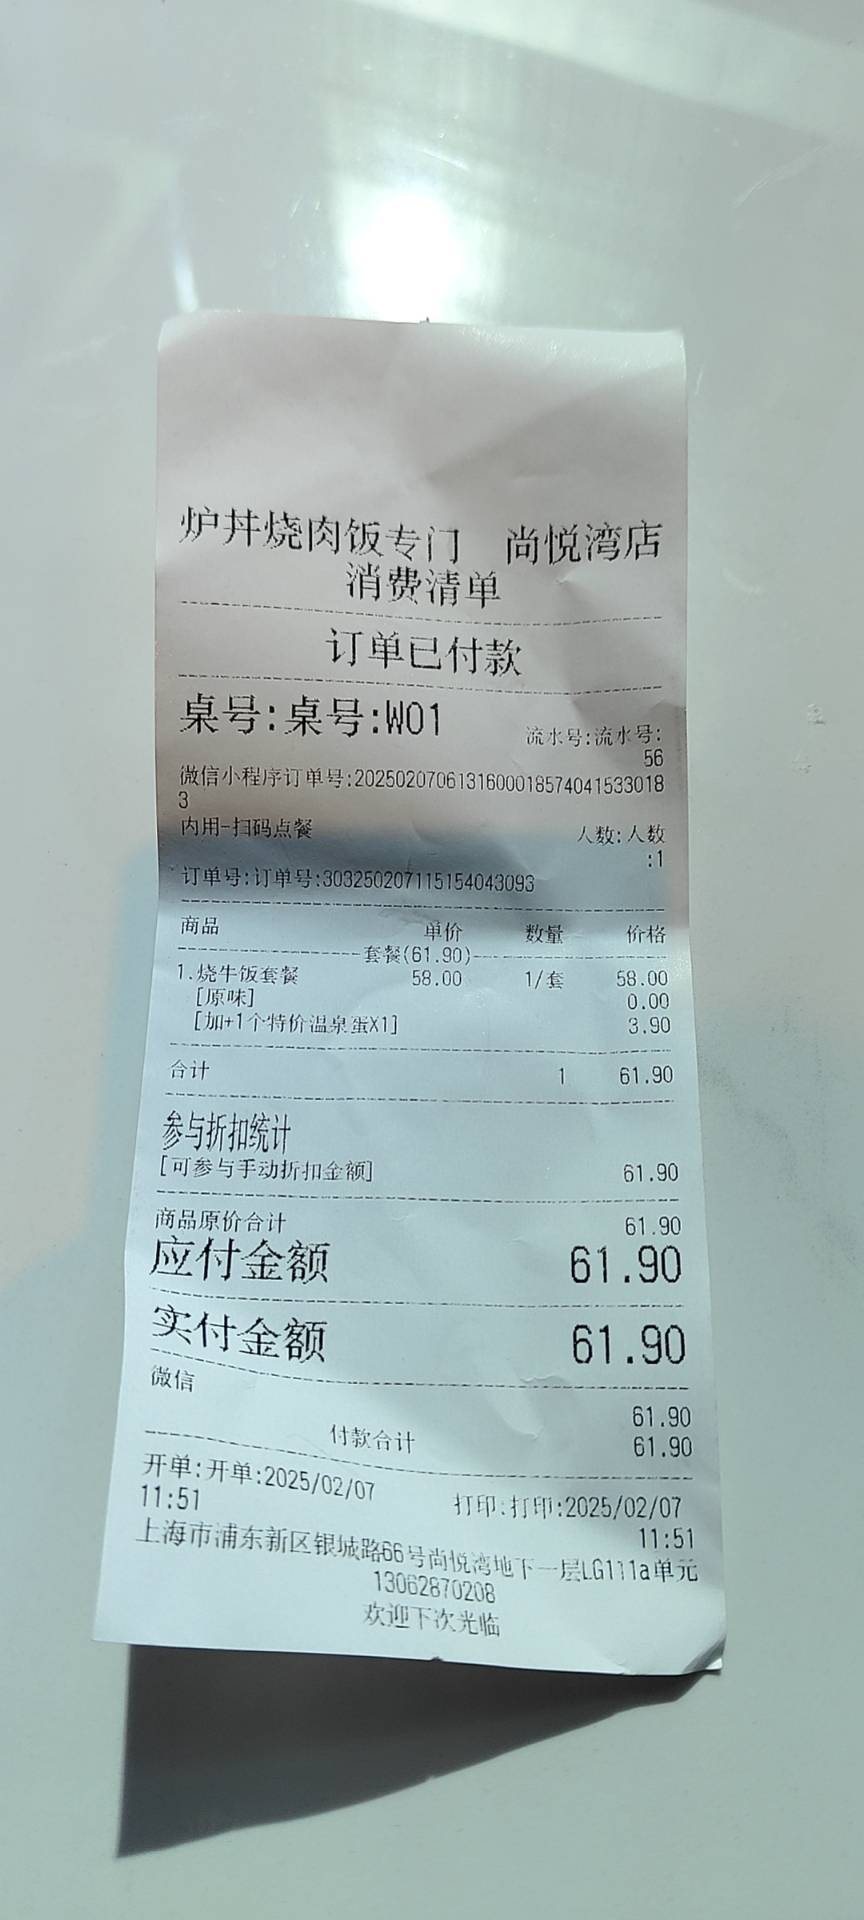 炉丼烧肉饭专门 尚悦湾店
消费清单
订单已付款
桌号:桌号:W01
流水号:流水号:
56
微信小程序订单号:2025020706131600018574041533018
3
内用-扫码点餐
人数:人数
:1
订单号:订单号:303250207115154043093
商品 单价 数量 价格
套餐(61.90)
1.烧牛饭套餐 58.00 1/套 58.00
[原味] 0.00
[加+1个特价温泉蛋X1] 3.90
合计 1 61.90
参与折扣统计
[可参与手动折扣金额] 61.90
商品原价合计 61.90
应付金额 61.90
实付金额 61.90
微信 61.90
付款合计 61.90
开单:开单:2025/02/07
11:51
打印:打印:2025/02/07
11:51
上海市浦东新区银城路66号尚悦湾地下一层LG111a单元
13062870208
欢迎下次光临